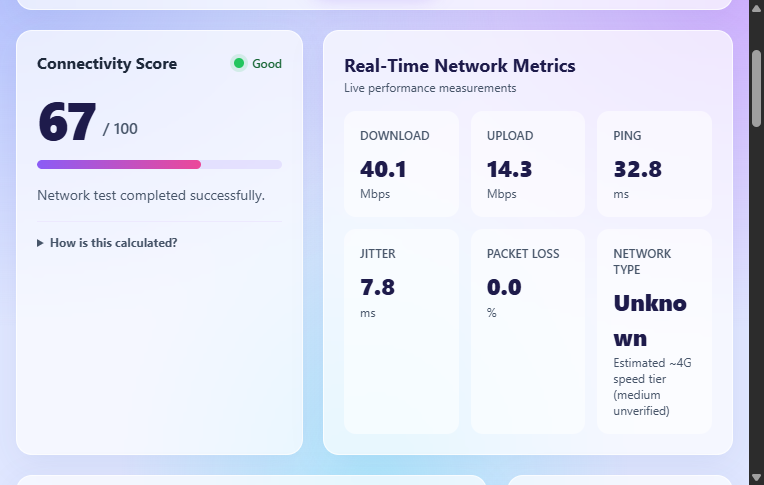 Connectivity Score
Good
67 / 100
Network test completed successfully.
How is this calculated?
Real-Time Network Metrics
Live performance measurements
DOWNLOAD
40.1
Mbps
UPLOAD
14.3
Mbps
PING
32.8
ms
JITTER
7.8
ms
PACKET LOSS
0.0
%
NETWORK
TYPE
Unkno
wn
Estimated ~4G
speed tier
(medium
unverified)